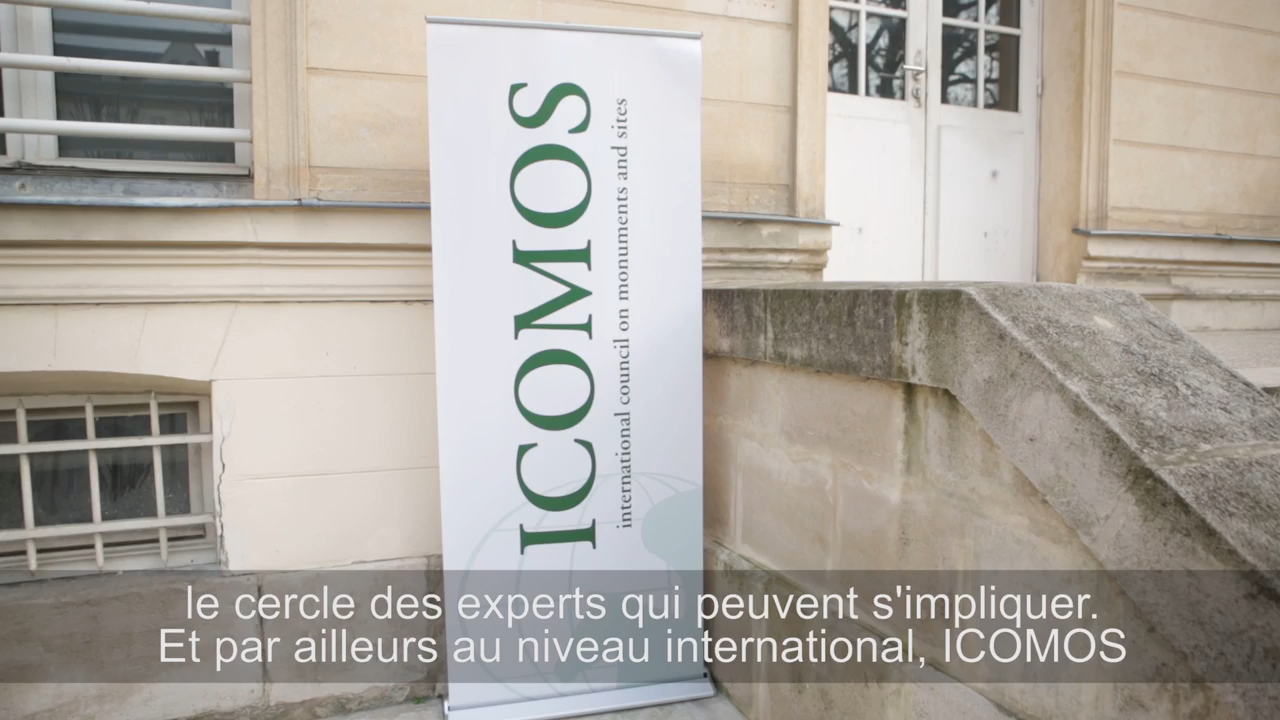 ICOMOS
international council on monuments and sites
le cercle des experts qui peuvent s'impliquer.
Et par ailleurs au niveau international, ICOMOS